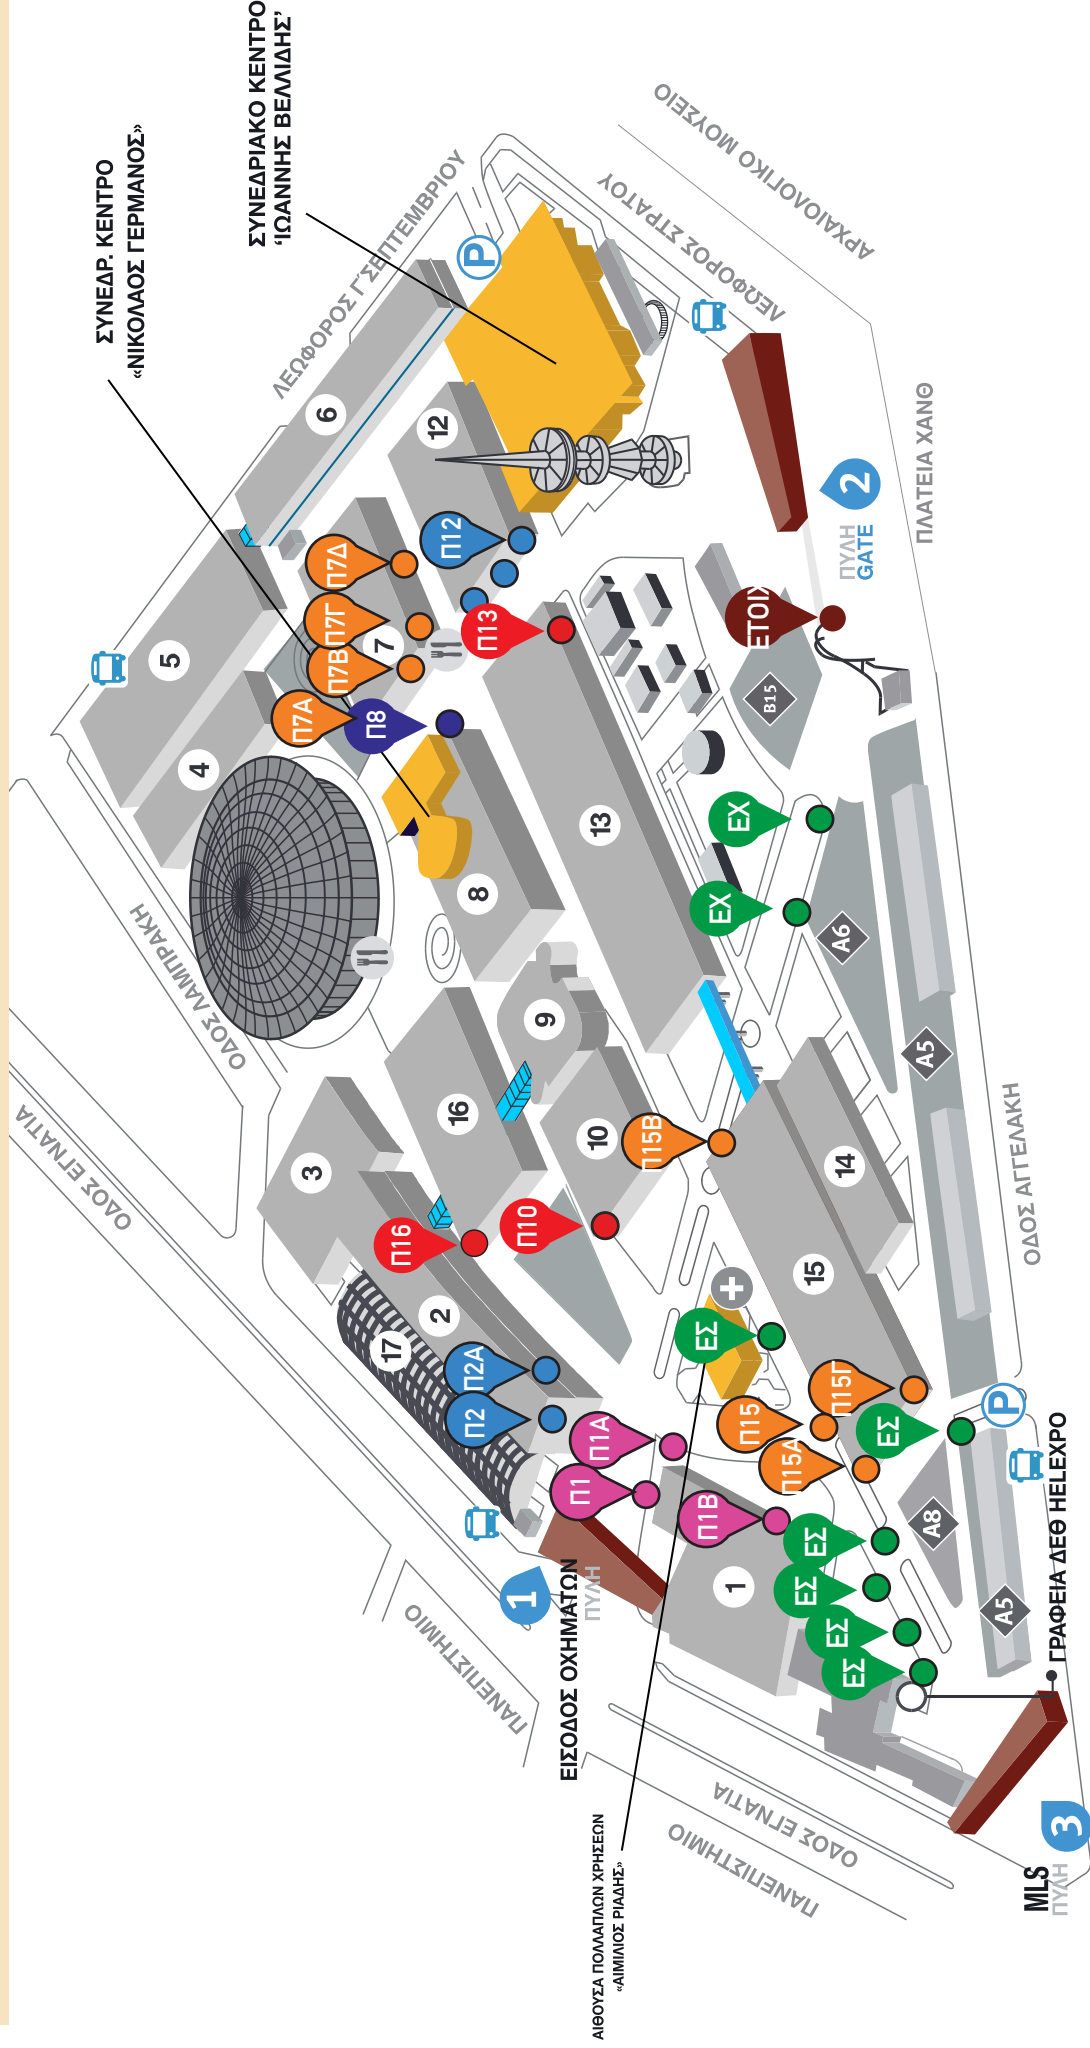 ΣΥΝΕΔΡ. ΚΕΝΤΡΟ
«ΝΙΚΟΛΑΟΣ ΓΕΡΜΑΝΟΣ»
ΣΥΝΕΔΡΙΑΚΟ ΚΕΝΤΡΟ
‘ΙΩΑΝΝΗΣ ΒΕΛΛΙΔΗΣ’
ΛΕΩΦΟΡΟΣ Γ΄ ΣΕΠΤΕΜΒΡΙΟΥ
ΑΡΧΑΙΟΛΟΓΙΚΟ ΜΟΥΣΕΙΟ
ΛΕΩΦΟΡΟΣ ΣΤΡΑΤΟΥ
ΠΛΑΤΕΙΑ ΧΑΝΘ
ΠΥΛΗ
GATE
2
P
6
12
5
4
7
Π7Δ
Π7Γ
Π7Β
Π7Α
Π8
Π12
Π13
ΕΤΟΙΧ
B15
13
8
9
ΕΧ
ΕΧ
A6
A5
ΟΔΟΣ ΛΑΜΠΡΑΚΗ
ΟΔΟΣ ΕΓΝΑΤΙΑ
3
16
10
Π15Β
14
15
Π16
Π10
2
17
Π2Α
Π2
Π1Α
Π1
Π1Β
ΕΣ
Π15Γ
Π15
Π15Α
ΕΣ
P
ΟΔΟΣ ΑΓΓΕΛΑΚΗ
A8
A5
ΕΣ
ΕΣ
ΕΣ
ΕΣ
1
1
ΠΥΛΗ
ΕΙΣΟΔΟΣ ΟΧΗΜΑΤΩΝ
ΠΑΝΕΠΙΣΤΗΜΙΟ
ΓΡΑΦΕΙΑ ΔΕΘ HELEXPO
ΟΔΟΣ ΕΓΝΑΤΙΑ
ΠΑΝΕΠΙΣΤΗΜΙΟ
ΑΙΘΟΥΣΑ ΠΟΛΛΑΠΛΩΝ ΧΡΗΣΕΩΝ
«ΑΙΜΙΛΙΟΣ ΡΙΑΔΗΣ»
MLS
ΠΥΛΗ
3